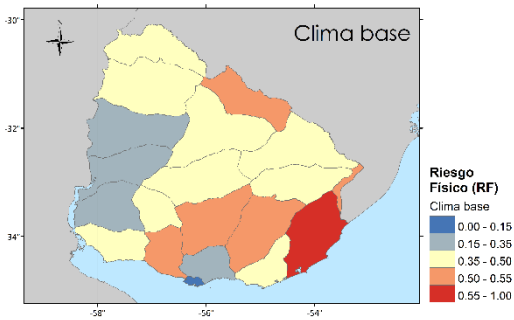 Clima base
-30°
-32°
-34°
-58°
-56°
-54°
Riesgo
Físico (RF)
Clima base
0.00 - 0.15
0.15 - 0.35
0.35 - 0.50
0.50 - 0.55
0.55 - 1.00